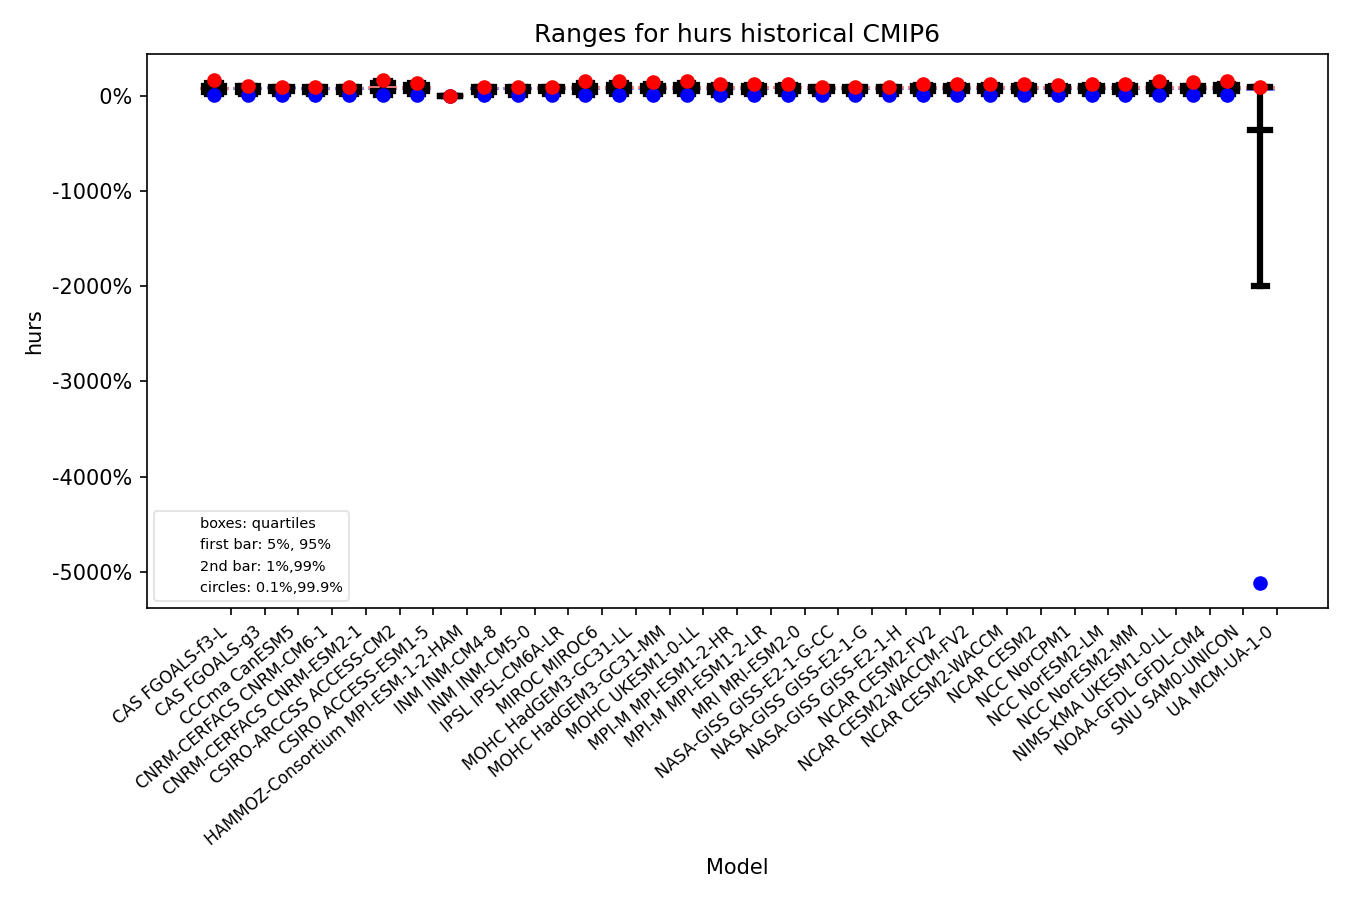 Ranges for hurs historical CMIP6
0%
-1000%
-2000%
-3000%
-4000%
-5000%
hurs
boxes: quartiles
first bar: 5%, 95%
2nd bar: 1%,99%
circles: 0.1%,99.9%
CAS FGOALS-f3-L
CAS FGOALS-g3
CCCma CanESM5
CNRM-CERFACS CNRM-CM6-1
CNRM-CERFACS CNRM-ESM2-1
CSIRO-ARCCSS ACCESS-CM2
CSIRO ACCESS-ESM1-5
HAMMOZ-Consortium MPI-ESM-1-2-HAM
INM INM-CM4-8
INM INM-CM5-0
IPSL IPSL-CM6A-LR
MIROC MIROC6
MOHC HadGEM3-GC31-LL
MOHC HadGEM3-GC31-MM
MOHC UKESM1-0-LL
MPI-M MPI-ESM1-2-HR
MPI-M MPI-ESM1-2-LR
MRI MRI-ESM2-0
NASA-GISS GISS-E2-1-G-CC
NASA-GISS GISS-E2-1-G
NASA-GISS GISS-E2-1-H
NCAR CESM2-FV2
NCAR CESM2-WACCM-FV2
NCAR CESM2-WACCM
NCAR CESM2
NCC NorCPM1
NCC NorESM2-LM
NCC NorESM2-MM
NIMS-KMA UKESM1-0-LL
NOAA-GFDL GFDL-CM4
SNU SAM0-UNICON
UA MCM-UA-1-0
Model